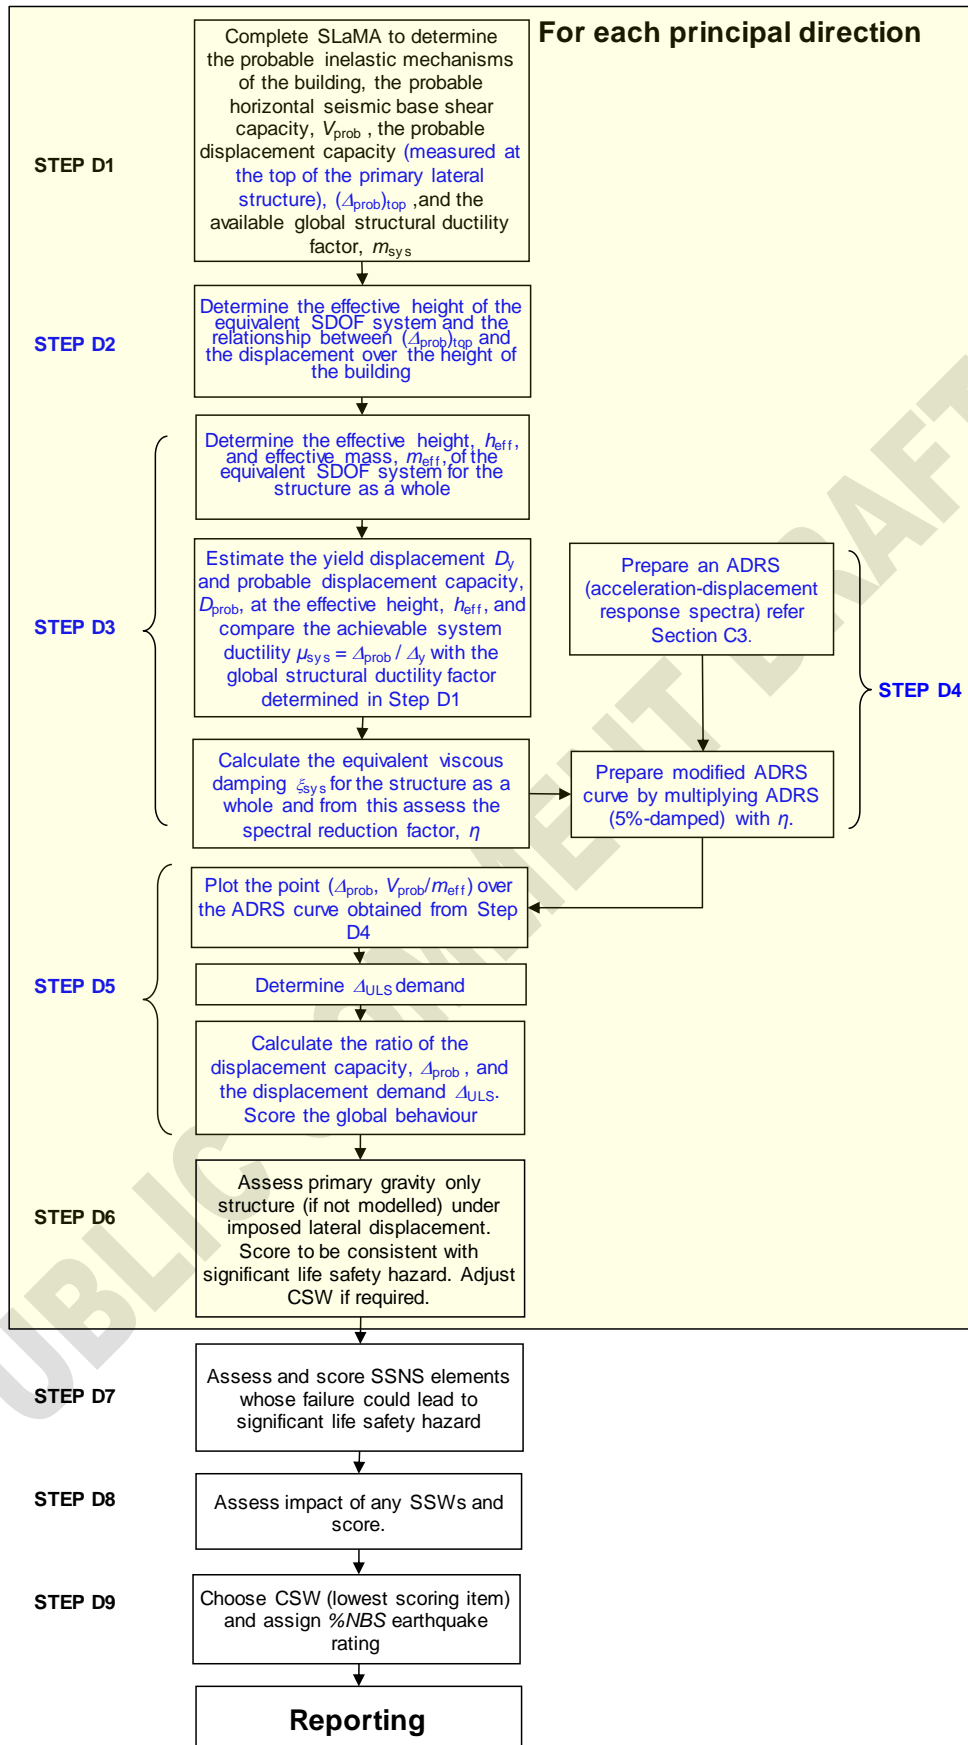 For each principal direction
STEP D1
Complete SLaMA to determine
the probable inelastic mechanisms
of the building, the probable
horizontal seismic base shear
capacity, Vprob , the probable
displacement capacity (measured at
the top of the primary lateral
structure), (Δprob)top ,and the
available global structural ductility
factor, msys
STEP D2
Determine the effective height of the
equivalent SDOF system and the
relationship between (Δprob)top and
the displacement over the height of
the building
STEP D3
Determine the effective height, heff,
and effective mass, meff, of the
equivalent SDOF system for the
structure as a whole
Estimate the yield displacement Dy
and probable displacement capacity,
Dprob, at the effective height, heff, and
compare the achievable system
ductility μsys = Δprob / Δy with the
global structural ductility factor
determined in Step D1
Calculate the equivalent viscous
damping ξsys for the structure as a
whole and from this assess the
spectral reduction factor, η
Prepare an ADRS
(acceleration-displacement
response spectra) refer
Section C3.
STEP D4
Prepare modified ADRS
curve by multiplying ADRS
(5%-damped) with η.
STEP D5
Plot the point (Δprob, Vprob/meff) over
the ADRS curve obtained from Step
D4
Determine ΔULS demand
Calculate the ratio of the
displacement capacity, Δprob , and
the displacement demand ΔULS.
Score the global behaviour
STEP D6
Assess primary gravity only
structure (if not modelled) under
imposed lateral displacement.
Score to be consistent with
significant life safety hazard. Adjust
CSW if required.
STEP D7
Assess and score SSNS elements
whose failure could lead to
significant life safety hazard
STEP D8
Assess impact of any SSWs and
score.
STEP D9
Choose CSW (lowest scoring item)
and assign %NBS earthquake
rating
Reporting
UBLIC COMMENT DRAFT